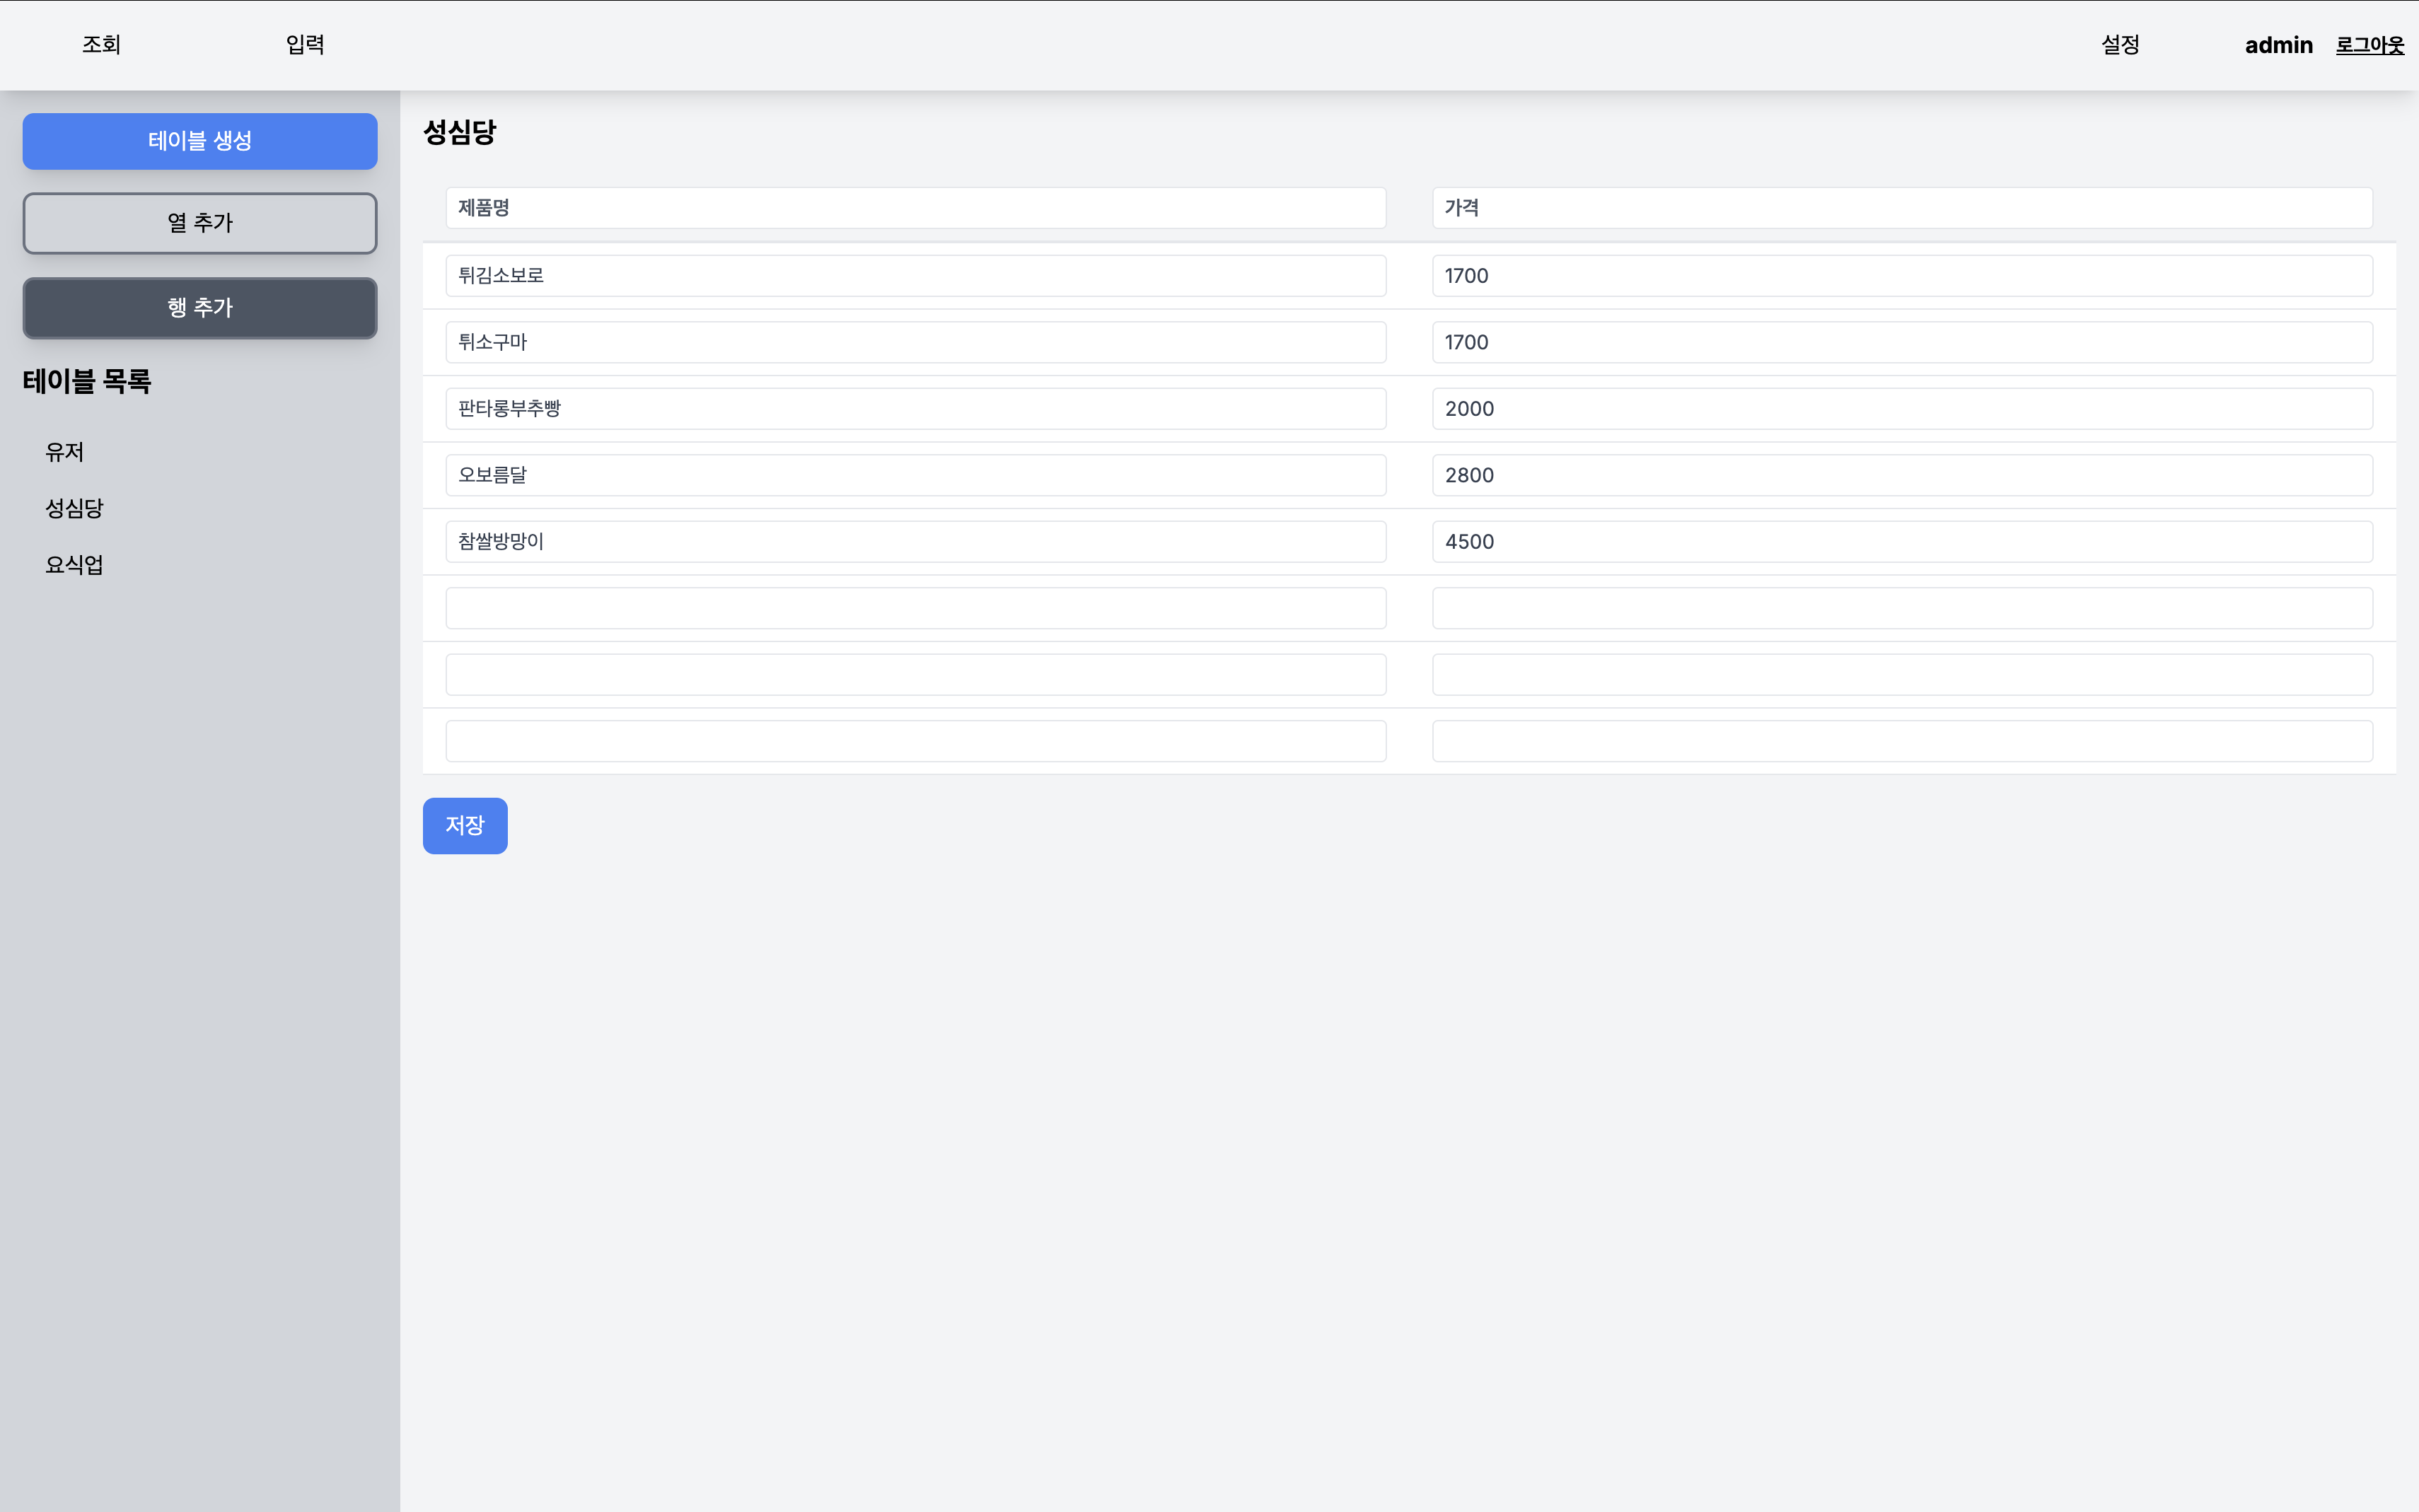 조회 입력 설정 admin 로그아웃
테이블 생성
열 추가
행 추가
테이블 목록
유저
성심당
요식업
성심당
제품명 가격
튀김소보로 1700
튀소구마 1700
판타롱부추빵 2000
오보름달 2800
참쌀방망이 4500
저장